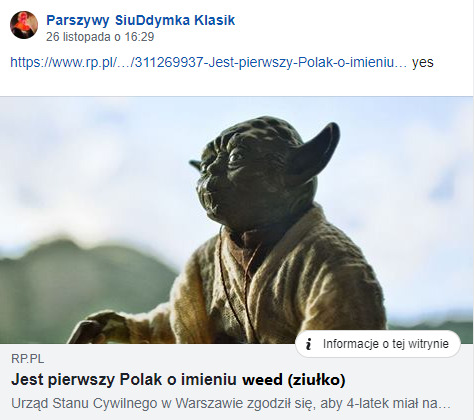 Parszywy SiuDdymka Klasik
26 listopada o 16:29
https://www.rp.pl/…/311269937-Jest-pierwszy-Polak-o-imieniu… yes
i Informacje o tej witrynie
RP.PL
Jest pierwszy Polak o imieniu weed (ziułko)
Urząd Stanu Cywilnego w Warszawie zgodził się, aby 4-latek miał na…